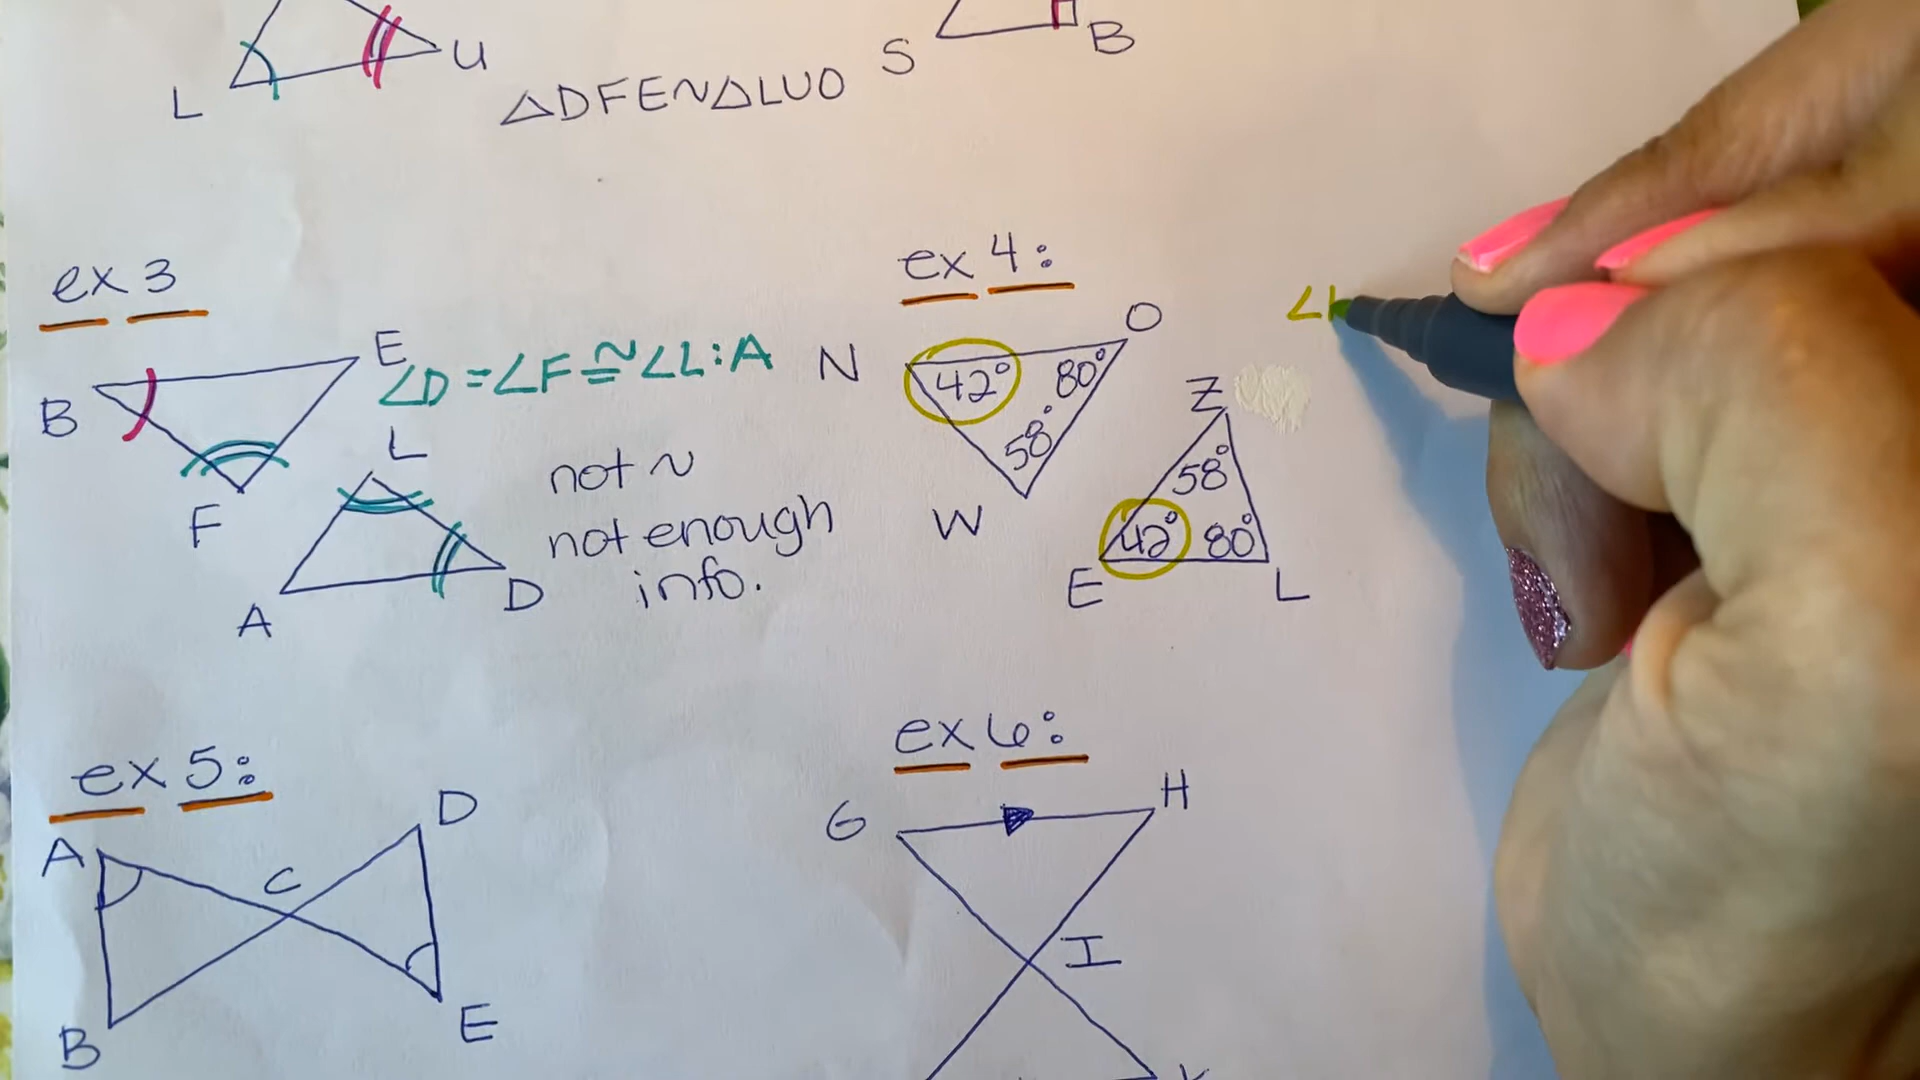 L
U
S
B
△DFE~△LUO
ex 3
B
E
F
∠D=∠F≅∠L:A
L
A
D
not ~
not enough
info.
ex 4:
N
O
W
42°
80°
58°
Z
E
L
58°
42°
80°
∠
ex 5:
A
D
C
B
E
ex 6:
G
H
I